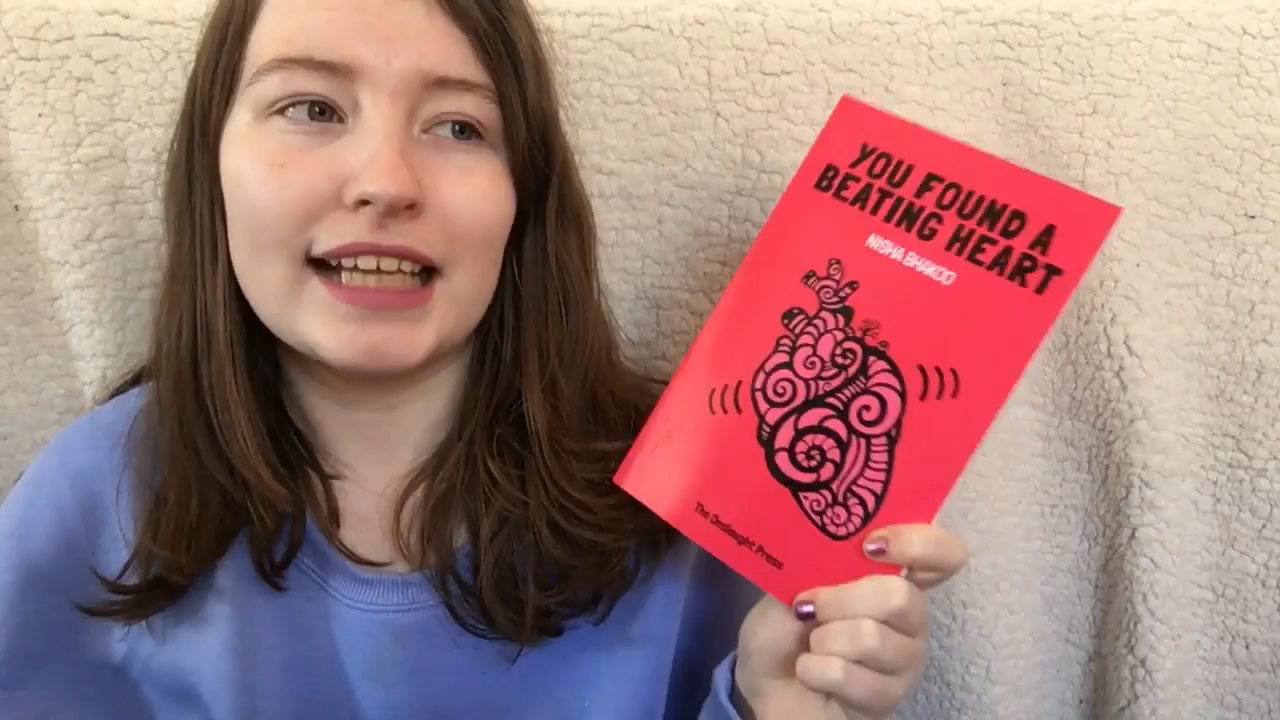 YOU FOUND A
BEATING HEART
NISHA BHAKOO
The Onslaught Press